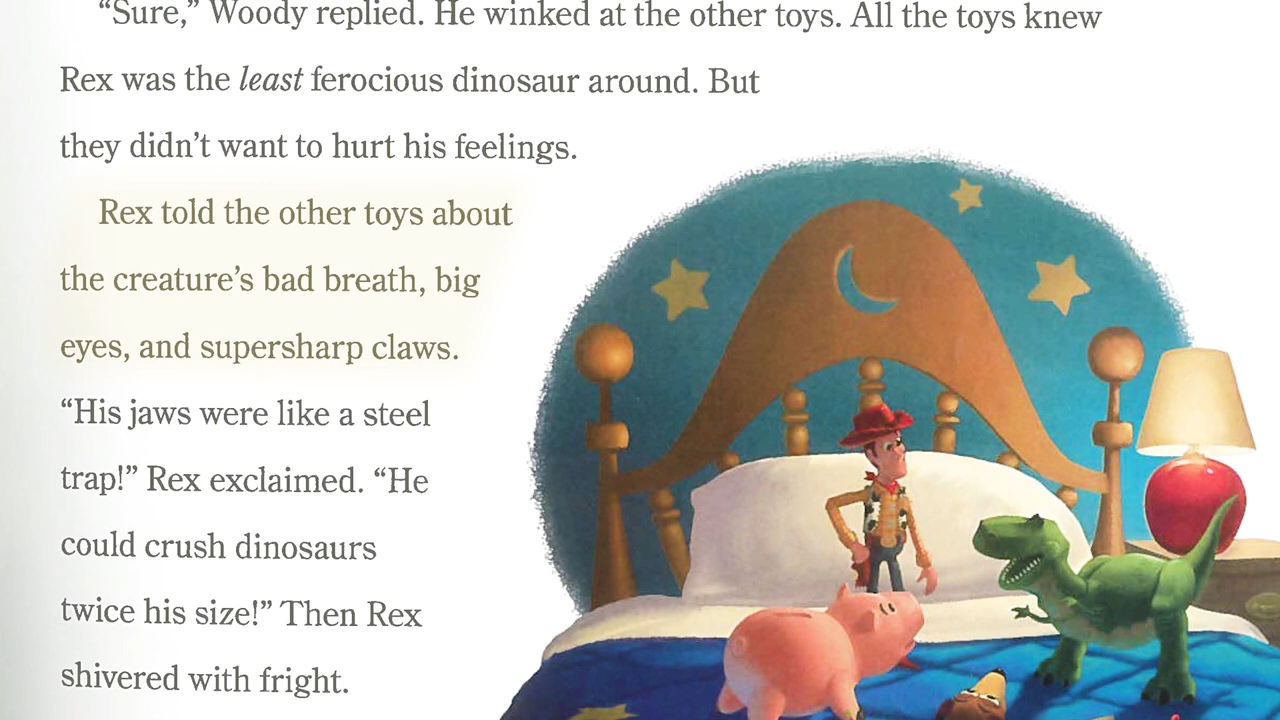 “Sure,” Woody replied. He winked at the other toys. All the toys knew
Rex was the least ferocious dinosaur around. But
they didn’t want to hurt his feelings.
Rex told the other toys about
the creature’s bad breath, big
eyes, and supersharp claws.
“His jaws were like a steel
trap!” Rex exclaimed. “He
could crush dinosaurs
twice his size!” Then Rex
shivered with fright.